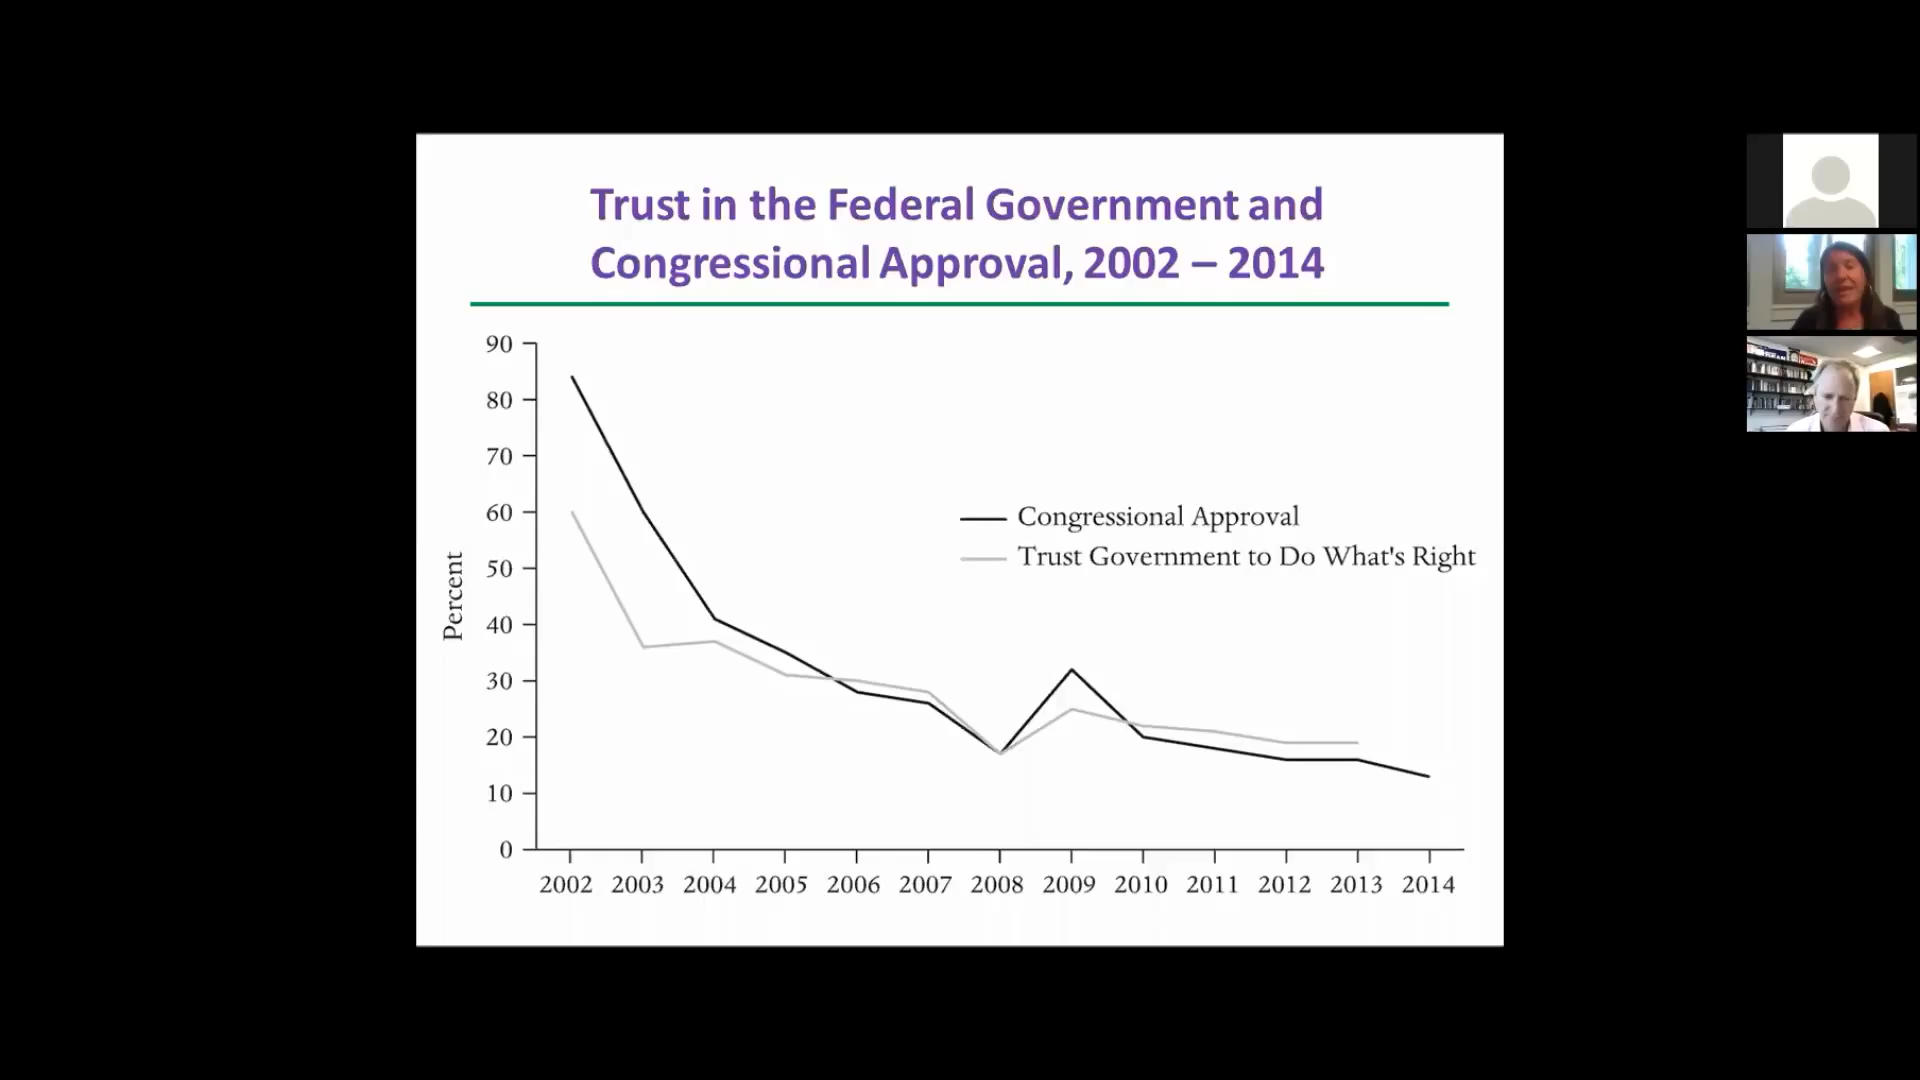 Trust in the Federal Government and
Congressional Approval, 2002 – 2014
90
80
70
60
50
40
30
20
10
0
Percent
Congressional Approval
Trust Government to Do What's Right
2002 2003 2004 2005 2006 2007 2008 2009 2010 2011 2012 2013 2014